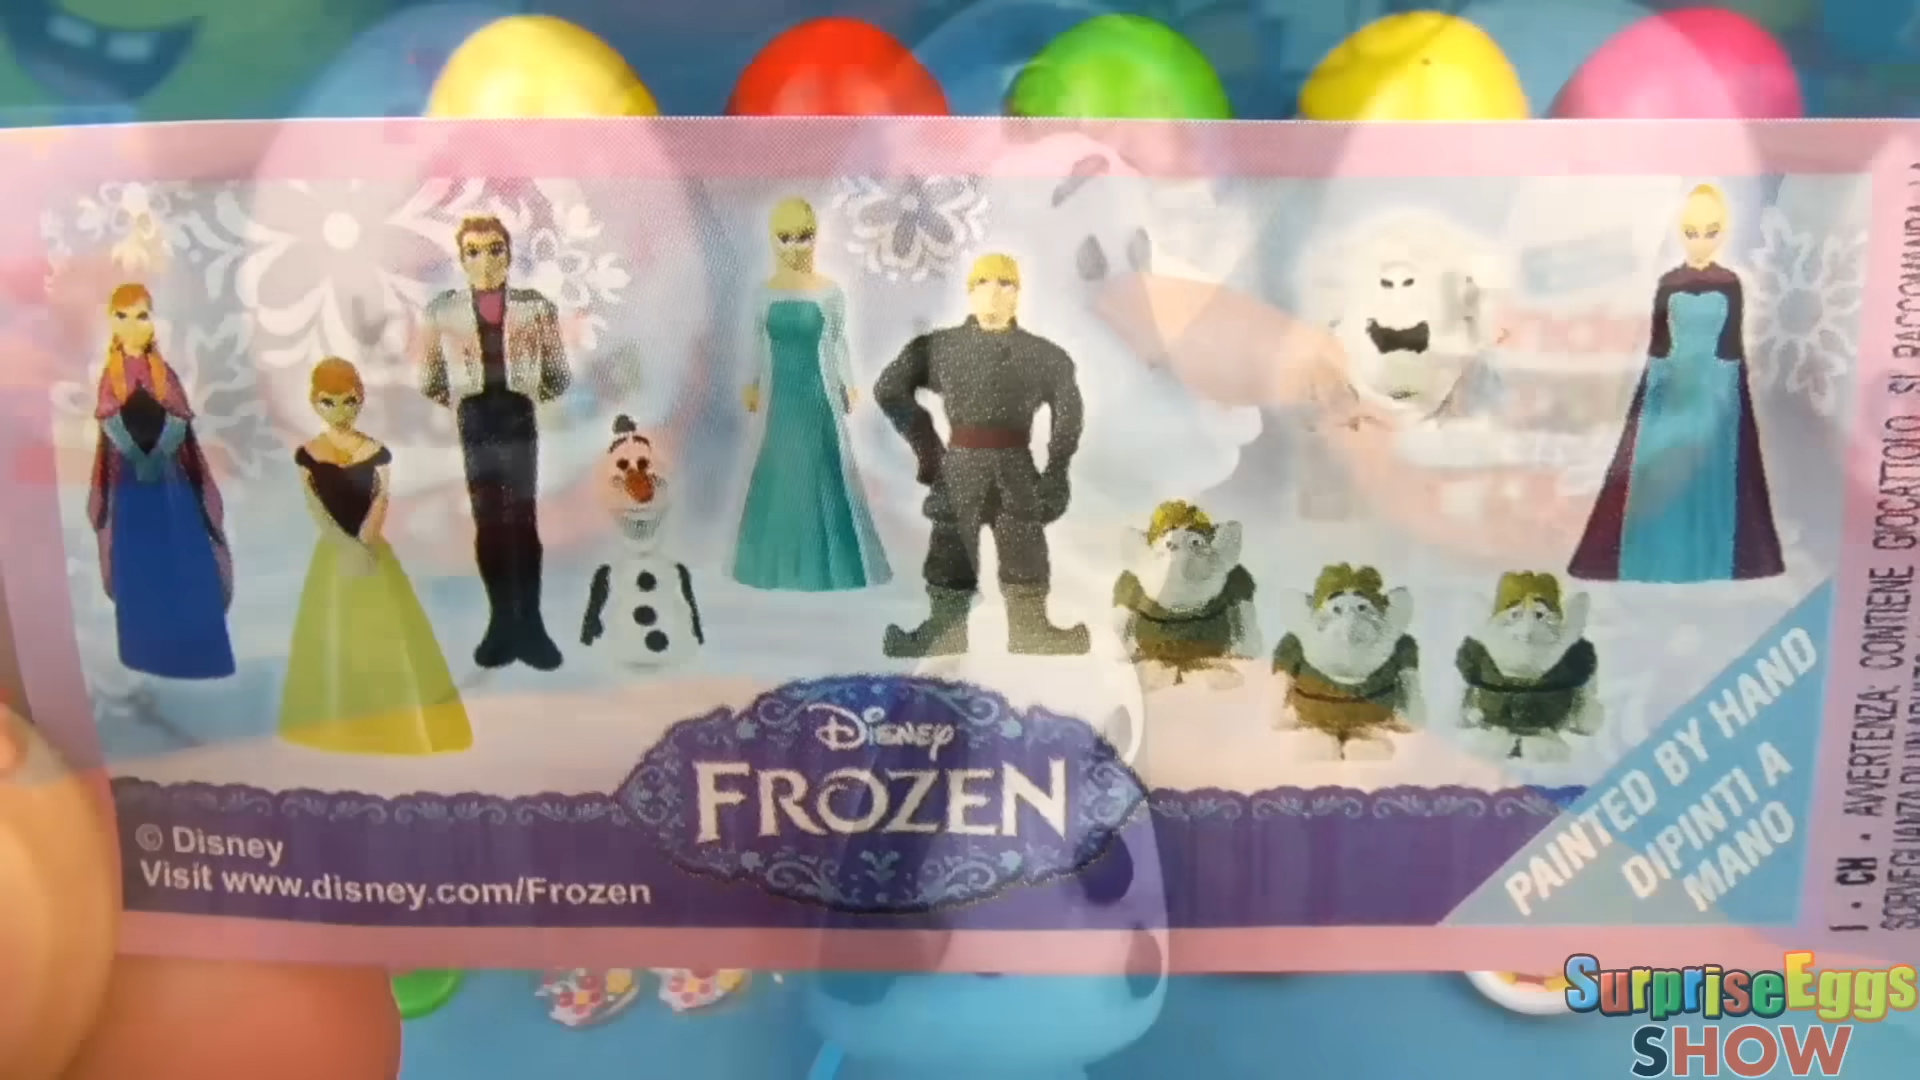 DISNEY
FROZEN
© Disney
Visit www.disney.com/Frozen
PAINTED BY HAND
DIPINTI A
MANO
I • CH • AVVERTENZA: CONTIENE GIOCATTOLO. SI RACCOMANDA LA
SurpriseEggs
SHOW